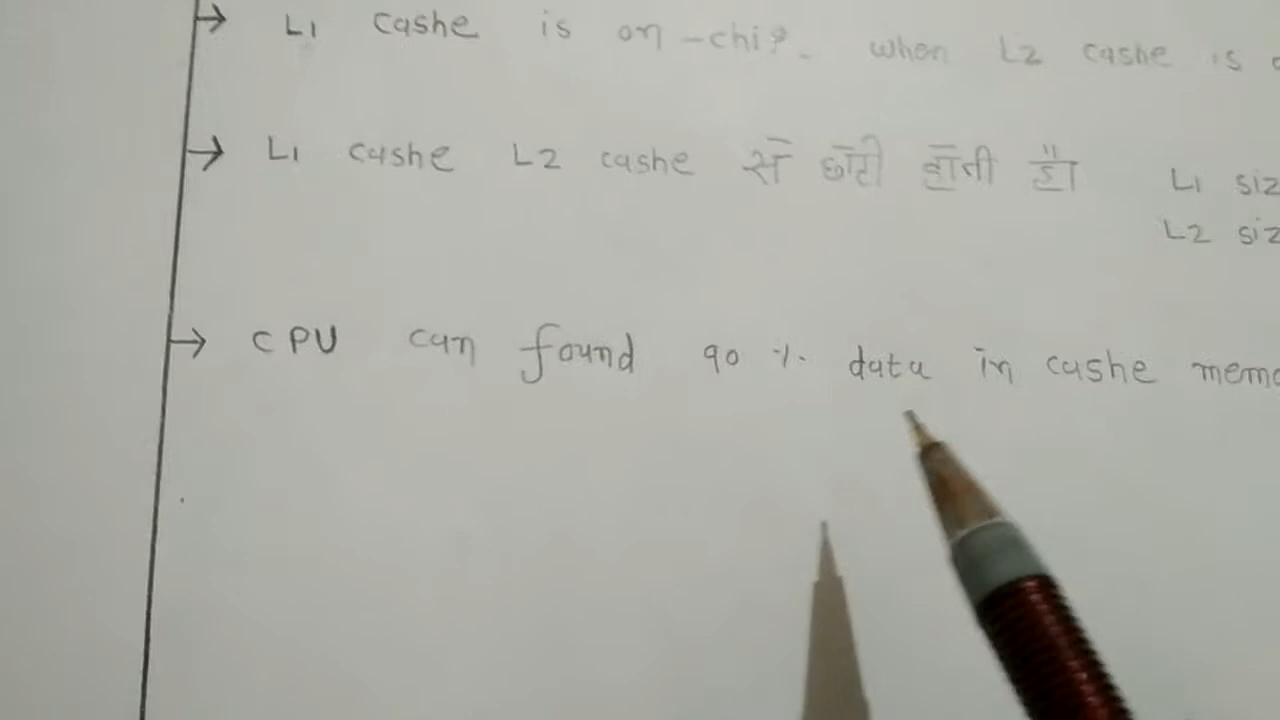 → L1 cashe is on-chip. when L2 cashe is
→ L1 cashe L2 cashe से छोटी होती है। L1 siz
L2 siz
→ CPU can found 90 % data in cashe memo